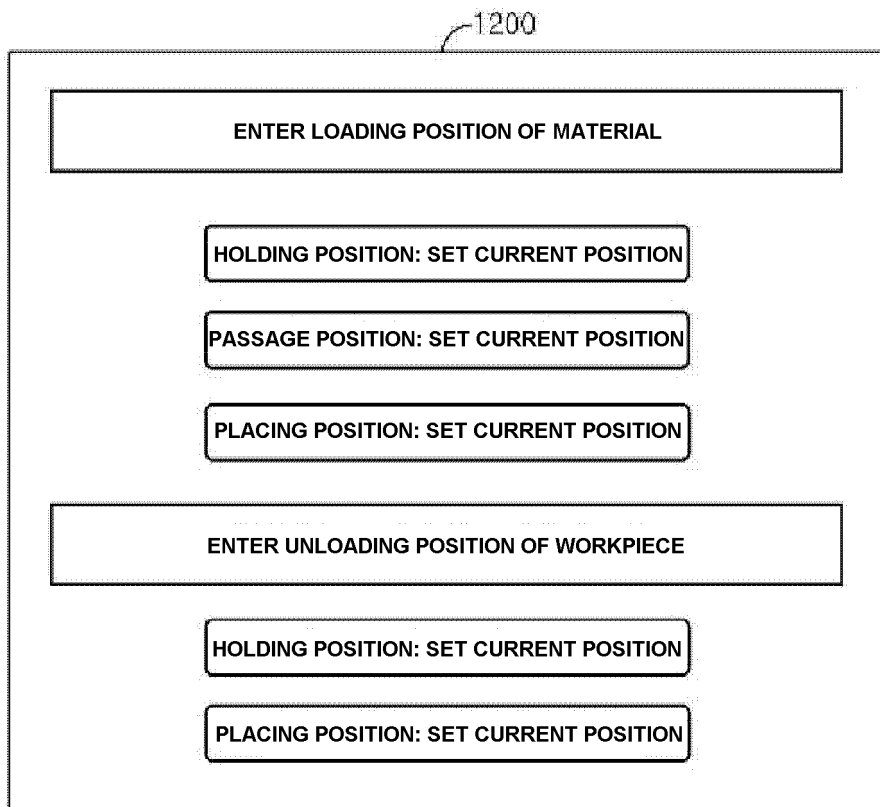 1200
ENTER LOADING POSITION OF MATERIAL
HOLDING POSITION: SET CURRENT POSITION
PASSAGE POSITION: SET CURRENT POSITION
PLACING POSITION: SET CURRENT POSITION
ENTER UNLOADING POSITION OF WORKPIECE
HOLDING POSITION: SET CURRENT POSITION
PLACING POSITION: SET CURRENT POSITION